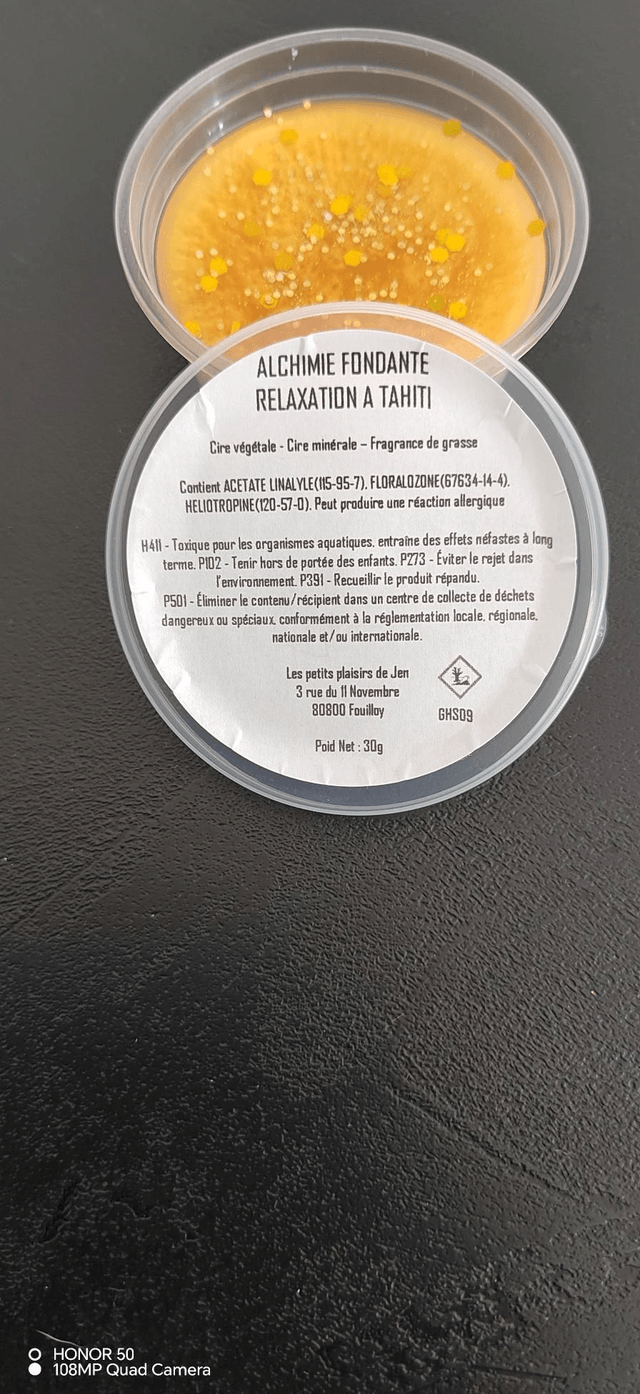 ALCHIMIE FONDANTE
RELAXATION A TAHITI
Cire végétale - Cire minérale – Fragrance de grasse
Contient ACETATE LINALYLE(115-95-7), FLORALOZONE(67634-14-4),
HELIOTROPINE(120-57-0). Peut produire une réaction allergique
H411 - Toxique pour les organismes aquatiques, entraîne des effets néfastes à long
terme. P102 - Tenir hors de portée des enfants. P273 - Éviter le rejet dans
l'environnement. P391 - Recueillir le produit répandu.
P501 - Éliminer le contenu/récipient dans un centre de collecte de déchets
dangereux ou spéciaux, conformément à la réglementation locale, régionale,
nationale et/ou internationale.
Les petits plaisirs de Jen
3 rue du 11 Novembre
80800 Fouilloy
GHS09
Poid Net : 30g
HONOR 50
108MP Quad Camera